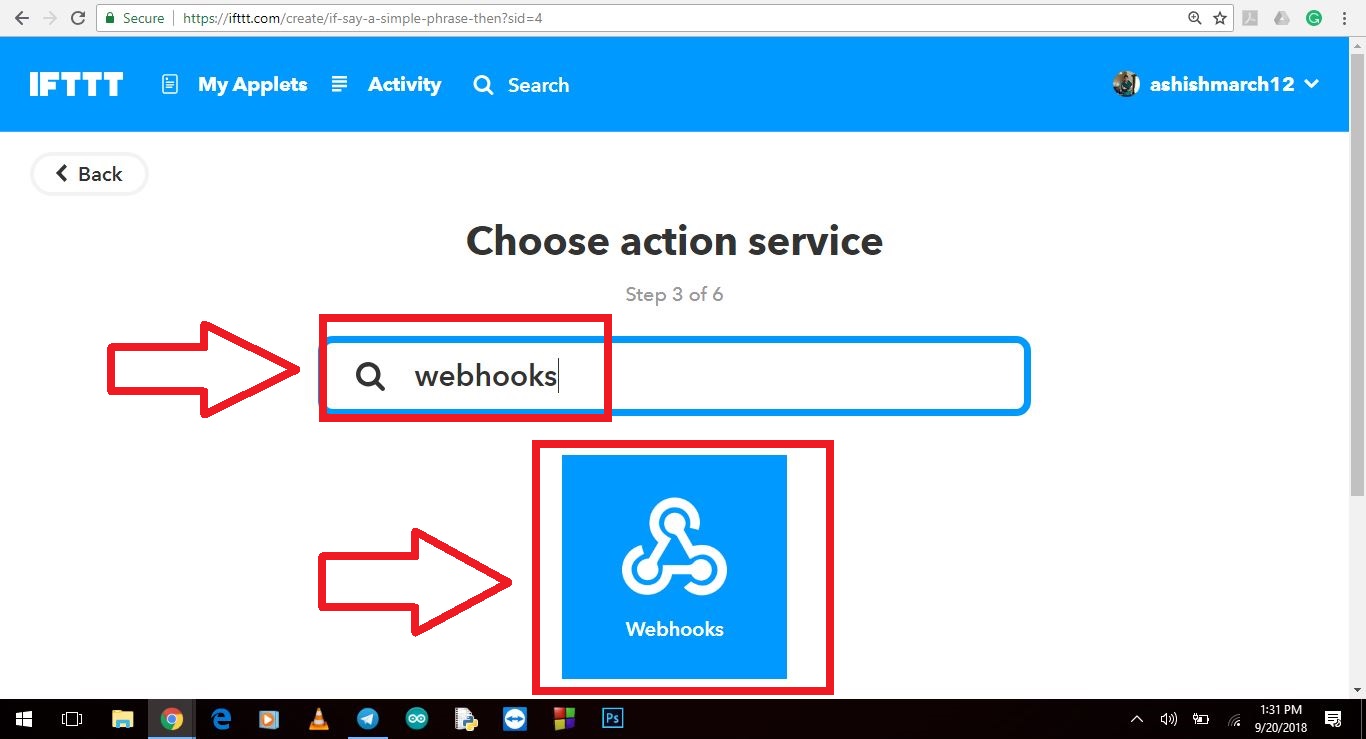 Secure https://ifttt.com/create/if-say-a-simple-phrase-then?sid=4
IFTTT My Applets Activity Search ashishmarch12
Back
Choose action service
Step 3 of 6
webhooks
Webhooks
Ps
1:31 PM
9/20/2018